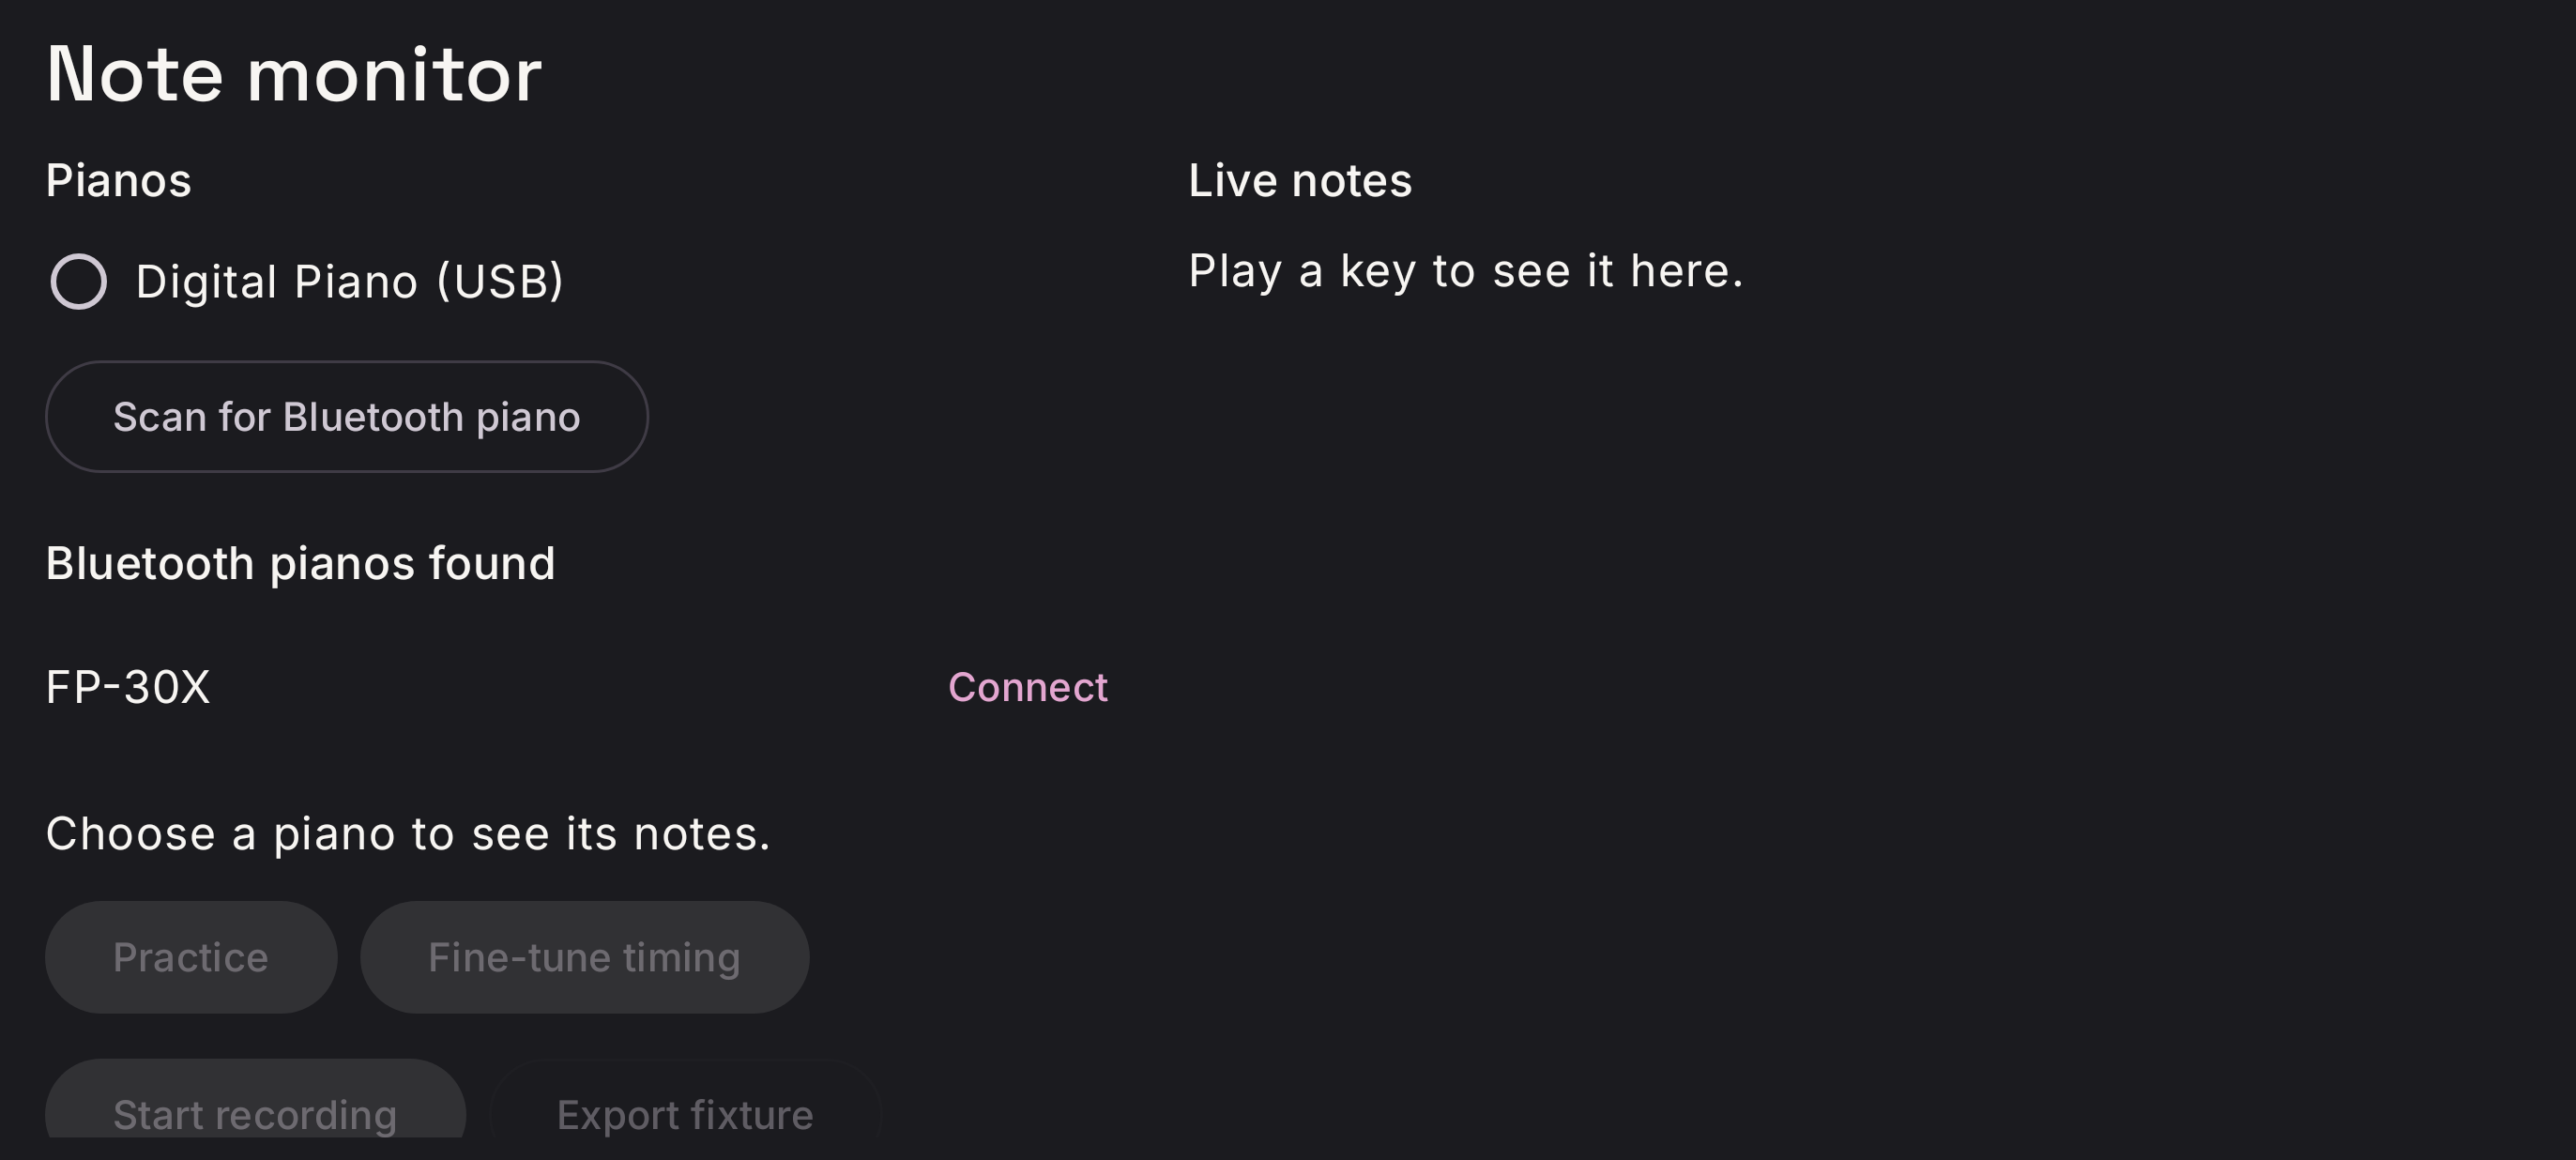 Note monitor
Pianos
Digital Piano (USB)
Scan for Bluetooth piano
Bluetooth pianos found
FP-30X
Connect
Choose a piano to see its notes.
Practice
Fine-tune timing
Start recording
Export fixture
Live notes
Play a key to see it here.